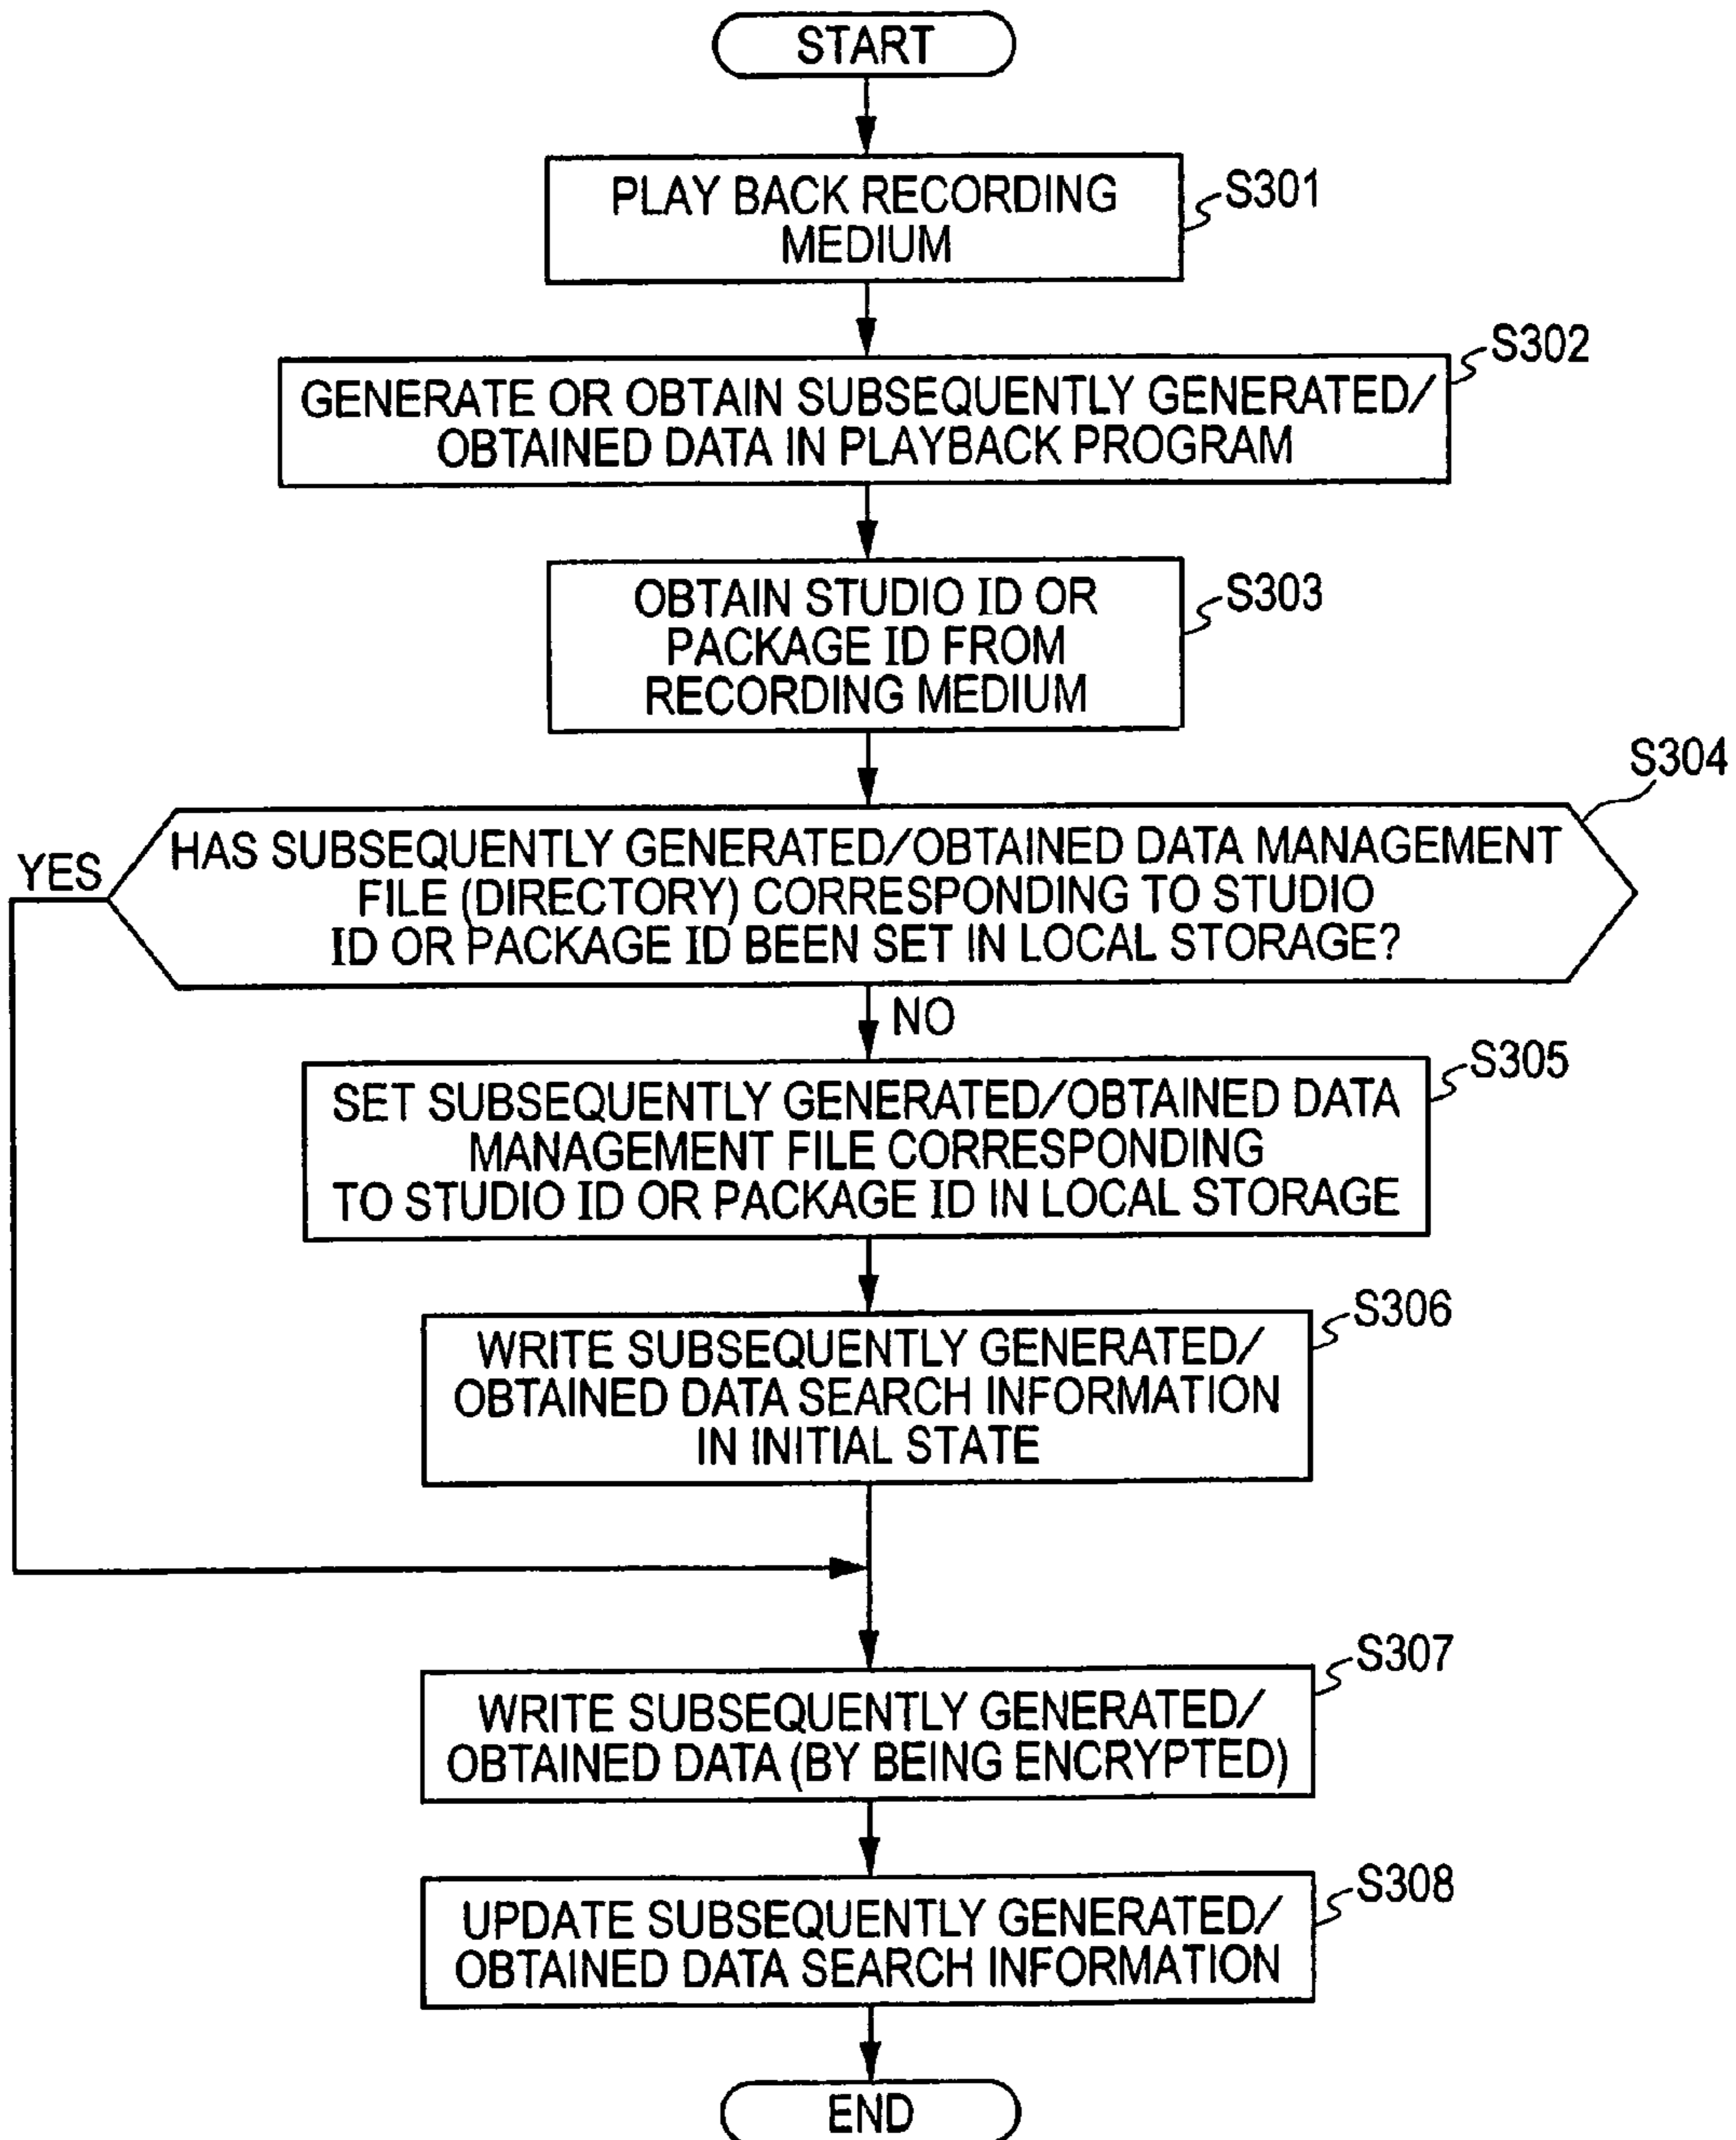 START
PLAY BACK RECORDING
MEDIUM
S301
GENERATE OR OBTAIN SUBSEQUENTLY GENERATED/
OBTAINED DATA IN PLAYBACK PROGRAM
S302
OBTAIN STUDIO ID OR
PACKAGE ID FROM
RECORDING MEDIUM
S303
S304
HAS SUBSEQUENTLY GENERATED/OBTAINED DATA MANAGEMENT
FILE (DIRECTORY) CORRESPONDING TO STUDIO
ID OR PACKAGE ID BEEN SET IN LOCAL STORAGE?
YES
NO
SET SUBSEQUENTLY GENERATED/OBTAINED DATA
MANAGEMENT FILE CORRESPONDING
TO STUDIO ID OR PACKAGE ID IN LOCAL STORAGE
S305
WRITE SUBSEQUENTLY GENERATED/
OBTAINED DATA SEARCH INFORMATION
IN INITIAL STATE
S306
WRITE SUBSEQUENTLY GENERATED/
OBTAINED DATA (BY BEING ENCRYPTED)
S307
UPDATE SUBSEQUENTLY GENERATED/
OBTAINED DATA SEARCH INFORMATION
S308
END